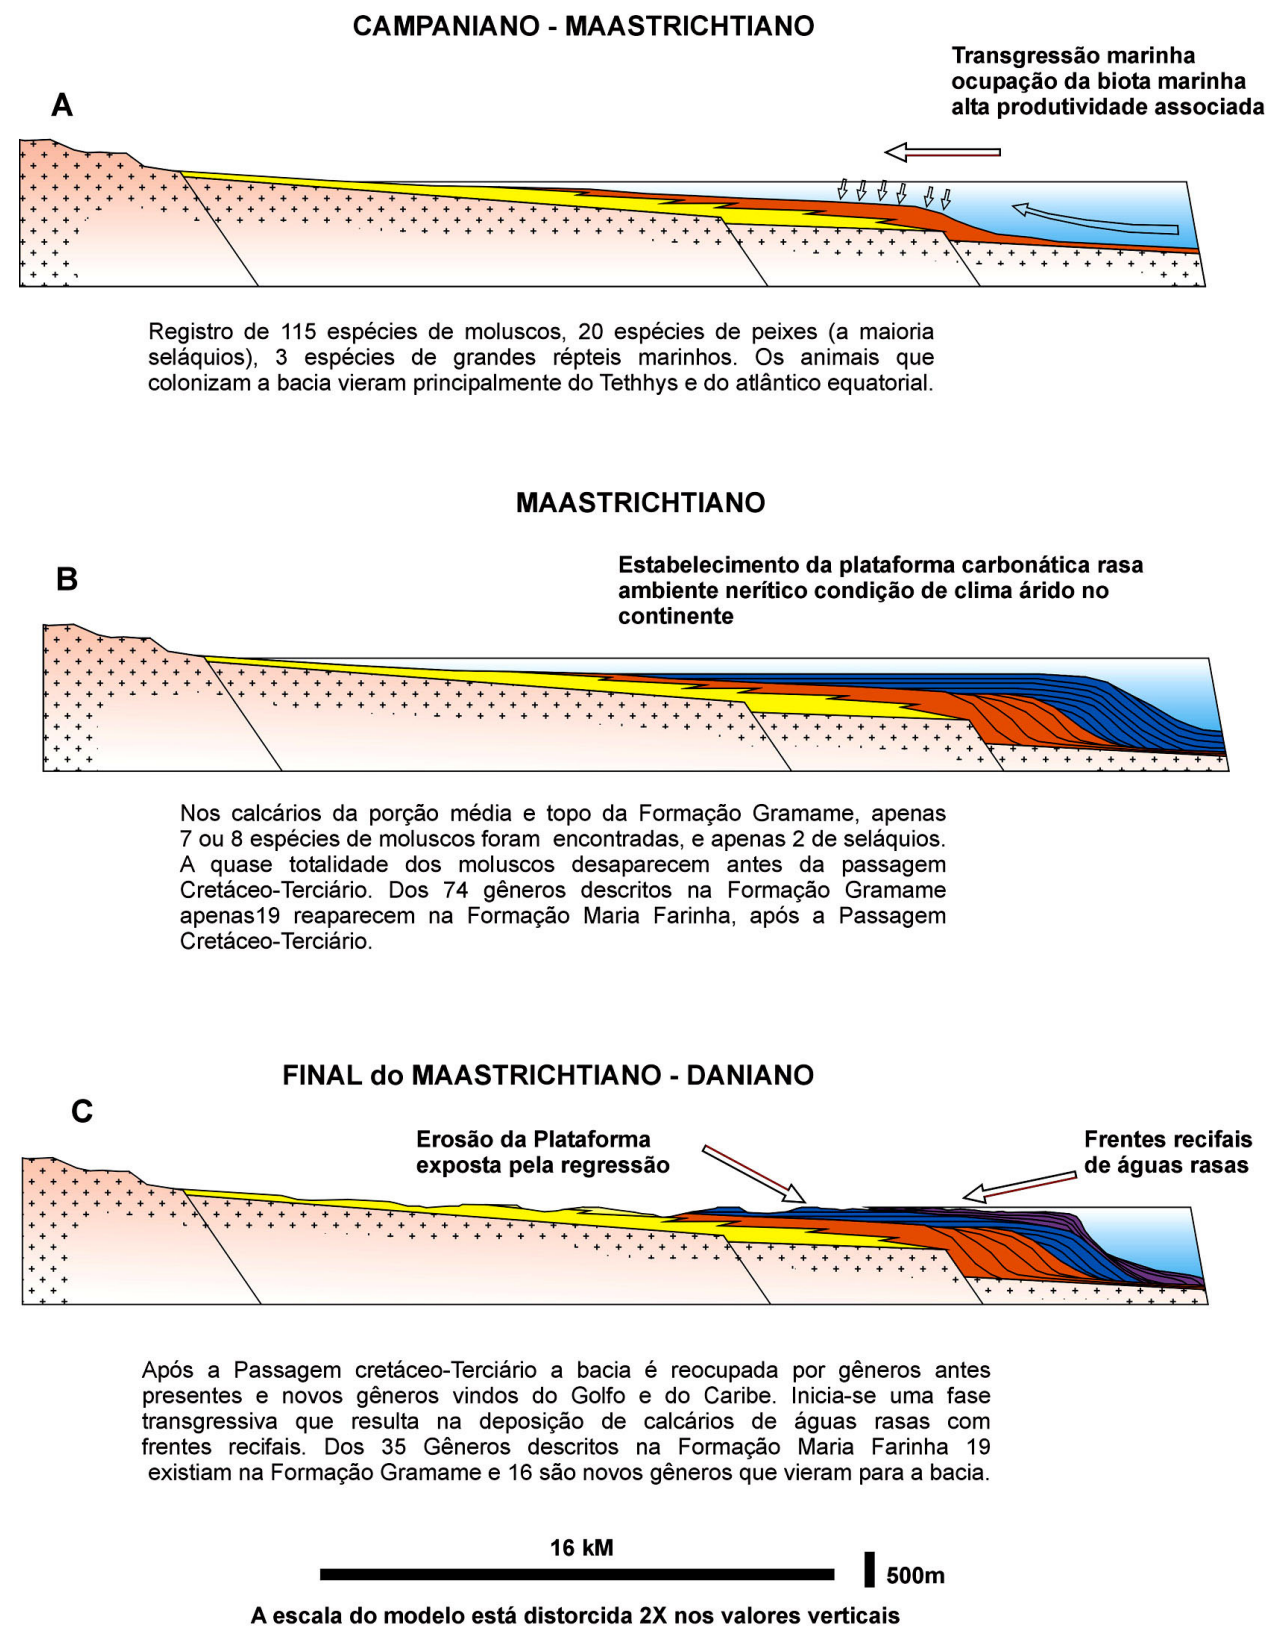 CAMPANIANO - MAASTRICHTIANO
Transgressão marinha
ocupação da biota marinha
alta produtividade associada
A
Registro de 115 espécies de moluscos, 20 espécies de peixes (a maioria
seláquios), 3 espécies de grandes répteis marinhos. Os animais que
colonizam a bacia vieram principalmente do Tethhys e do atlântico equatorial.
MAASTRICHTIANO
B
Estabelecimento da plataforma carbonática rasa
ambiente nerítico condição de clima árido no
continente
Nos calcários da porção média e topo da Formação Gramame, apenas
7 ou 8 espécies de moluscos foram encontradas, e apenas 2 de seláquios.
A quase totalidade dos moluscos desaparecem antes da passagem
Cretáceo-Terciário. Dos 74 gêneros descritos na Formação Gramame
apenas19 reaparecem na Formação Maria Farinha, após a Passagem
Cretáceo-Terciário.
FINAL do MAASTRICHTIANO - DANIANO
C
Erosão da Plataforma
exposta pela regressão
Frentes recifais
de águas rasas
Após a Passagem cretáceo-Terciário a bacia é reocupada por gêneros antes
presentes e novos gêneros vindos do Golfo e do Caribe. Inicia-se uma fase
transgressiva que resulta na deposição de calcários de águas rasas com
frentes recifais. Dos 35 Gêneros descritos na Formação Maria Farinha 19
existiam na Formação Gramame e 16 são novos gêneros que vieram para a bacia.
16 kM
500m
A escala do modelo está distorcida 2X nos valores verticais